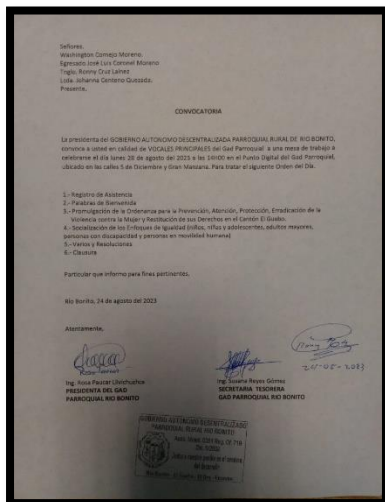 Señores.
Washington Cornejo Moreno.
Egresado José Luis Coronel Moreno
Tnglo. Ronny Cruz Laínez
Lcda. Johanna Centeno Quezada.
Presente,
CONVOCATORIA
La presidenta del GOBIERNO AUTONOMO DESCENTRALIZADA PARROQUIAL RURAL DE RIO BONITO,
convoca a usted en calidad de VOCALES PRINCIPALES del Gad Parroquial a una mesa de trabajo a
celebrarse el día lunes 28 de agosto del 2023 a las 14H00 en el Punto Digital del Gad Parroquial,
ubicado en las calles 5 de Diciembre y Gran Manzana. Para tratar el siguiente Orden del Día.
1.- Registro de Asistencia
2.- Palabras de Bienvenida
3.- Promulgación de la Ordenanza para la Prevención, Atención, Protección, Erradicación de la
Violencia contra la Mujer y Restitución de sus Derechos en el Cantón El Guabo.
4.- Socialización de los Enfoques de Igualdad (niños, niñas y adolescentes, adultos mayores,
personas con discapacidad y personas en movilidad humana)
5.- Varios y Resoluciones
6.- Clausura
Particular que informo para fines pertinentes.
Río Bonito, 24 de agosto del 2023
Atentamente,
Ing. Rosa Paucar
PRESIDENTA DEL GAD
PARROQUIAL RIO BONITO
Ing. Susana Reyes Gómez
SECRETARIA TESORERA
GAD PARROQUIAL RIO BONITO
GOBIERNO AUTONOMO DESCENTRALIZADO
PARROQUIAL RURAL RIO BONITO